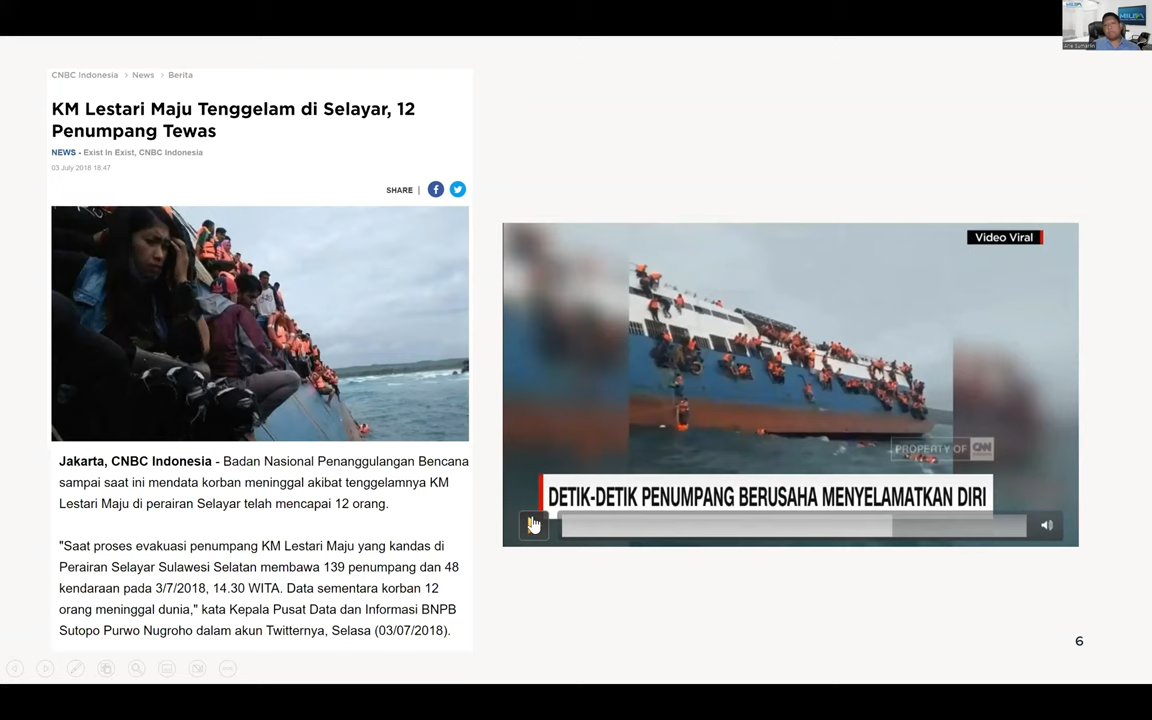 CNBC Indonesia > News > Berita
KM Lestari Maju Tenggelam di Selayar, 12
Penumpang Tewas
NEWS - Exist In Exist, CNBC Indonesia
03 July 2018 18:47
SHARE |
Jakarta, CNBC Indonesia - Badan Nasional Penanggulangan Bencana
sampai saat ini mendata korban meninggal akibat tenggelamnya KM
Lestari Maju di perairan Selayar telah mencapai 12 orang.
"Saat proses evakuasi penumpang KM Lestari Maju yang kandas di
Perairan Selayar Sulawesi Selatan membawa 139 penumpang dan 48
kendaraan pada 3/7/2018, 14.30 WITA. Data sementara korban 12
orang meninggal dunia," kata Kepala Pusat Data dan Informasi BNPB
Sutopo Purwo Nugroho dalam akun Twitternya, Selasa (03/07/2018).
Video Viral
PROPERTY OF CNN
DETIK-DETIK PENUMPANG BERUSAHA MENYELAMATKAN DIRI
6